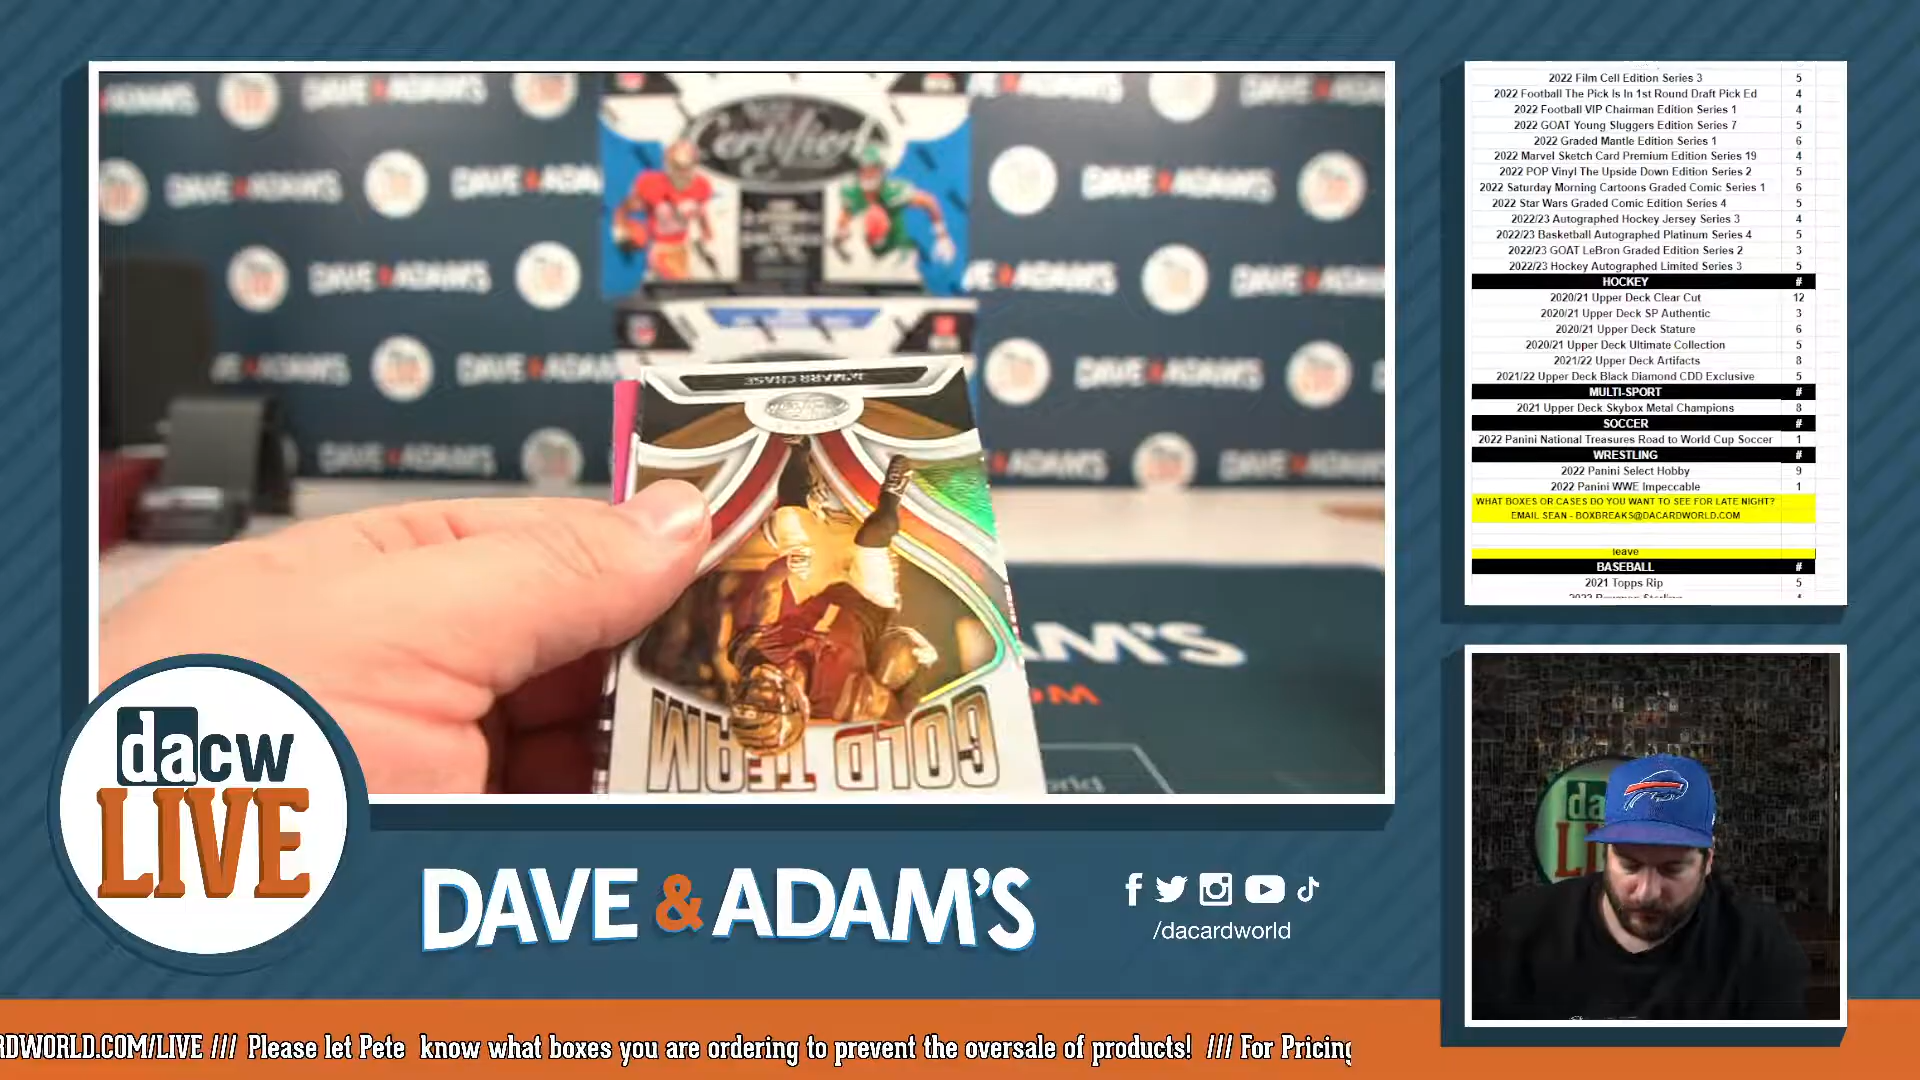 DAVE & ADAM'S
Certified
JA'MARR CHASE
GOLD TEAM
2022 Film Cell Edition Series 3 5
2022 Football The Pick Is In 1st Round Draft Pick Ed 4
2022 Football VIP Chairman Edition Series 1 4
2022 GOAT Young Sluggers Edition Series 7 5
2022 Graded Mantle Edition Series 1 6
2022 Marvel Sketch Card Premium Edition Series 19 4
2022 POP Vinyl The Upside Down Edition Series 2 5
2022 Saturday Morning Cartoons Graded Comic Series 1 6
2022 Star Wars Graded Comic Edition Series 4 5
2022/23 Autographed Hockey Jersey Series 3 4
2022/23 Basketball Autographed Platinum Series 4 5
2022/23 GOAT LeBron Graded Edition Series 2 3
2022/23 Hockey Autographed Limited Series 3 5
HOCKEY #
2020/21 Upper Deck Clear Cut 12
2020/21 Upper Deck SP Authentic 3
2020/21 Upper Deck Stature 6
2020/21 Upper Deck Ultimate Collection 5
2021/22 Upper Deck Artifacts 8
2021/22 Upper Deck Black Diamond CDD Exclusive 5
MULTI-SPORT #
2021 Upper Deck Skybox Metal Champions 8
SOCCER #
2022 Panini National Treasures Road to World Cup Soccer 1
WRESTLING #
2022 Panini Select Hobby 9
2022 Panini WWE Impeccable 1
WHAT BOXES OR CASES DO YOU WANT TO SEE FOR LATE NIGHT?
EMAIL SEAN - BOXBREAKS@DACARDWORLD.COM
leave
BASEBALL #
2021 Topps Rip 5
dacw
LIVE
DAVE & ADAM'S
/dacardworld
RDWORLD.COM/LIVE /// Please let Pete know what boxes you are ordering to prevent the oversale of products! /// For Pricing